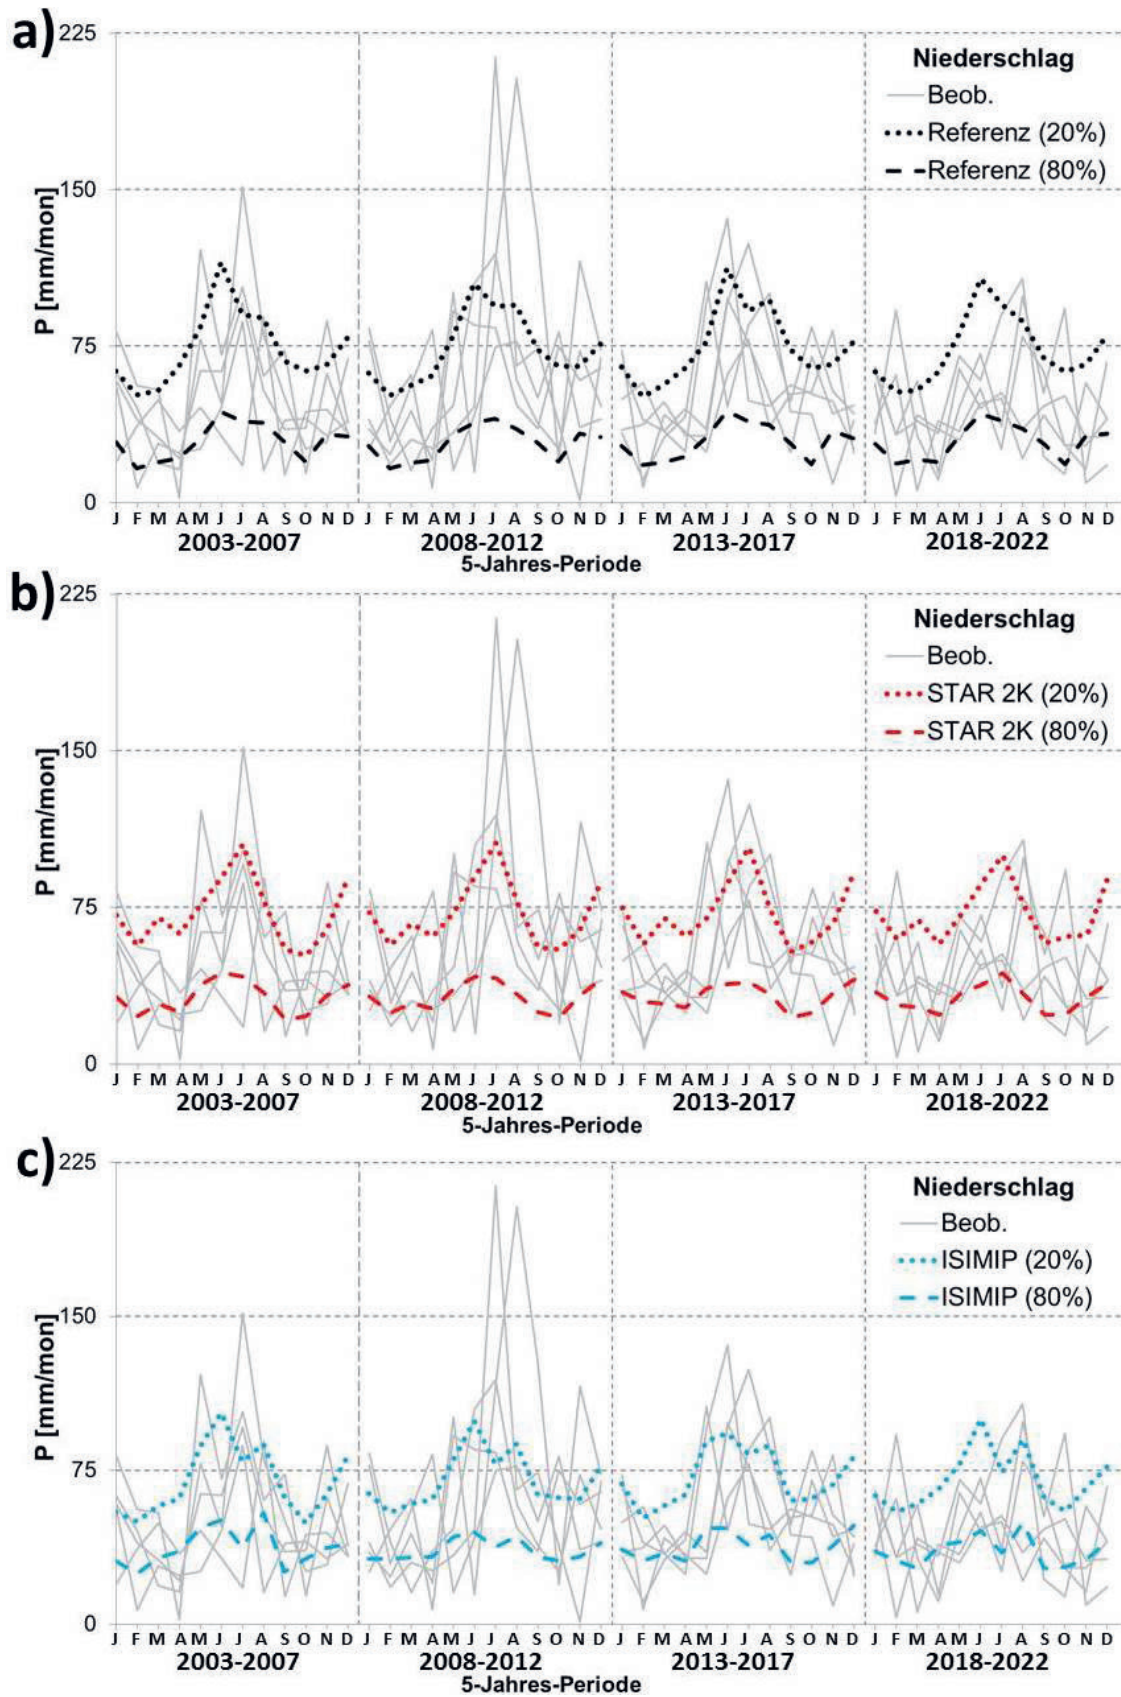 a)
225
150
75
0
P [mm/mon]
Niederschlag
Beob.
Referenz (20%)
Referenz (80%)
J F M A M J J A S O N D J F M A M J J A S O N D J F M A M J J A S O N D J F M A M J J A S O N D
2003-2007 2008-2012 2013-2017 2018-2022
5-Jahres-Periode
b)
225
150
75
0
P [mm/mon]
Niederschlag
Beob.
STAR 2K (20%)
STAR 2K (80%)
J F M A M J J A S O N D J F M A M J J A S O N D J F M A M J J A S O N D J F M A M J J A S O N D
2003-2007 2008-2012 2013-2017 2018-2022
5-Jahres-Periode
c)
225
150
75
0
P [mm/mon]
Niederschlag
Beob.
ISIMIP (20%)
ISIMIP (80%)
J F M A M J J A S O N D J F M A M J J A S O N D J F M A M J J A S O N D J F M A M J J A S O N D
2003-2007 2008-2012 2013-2017 2018-2022
5-Jahres-Periode